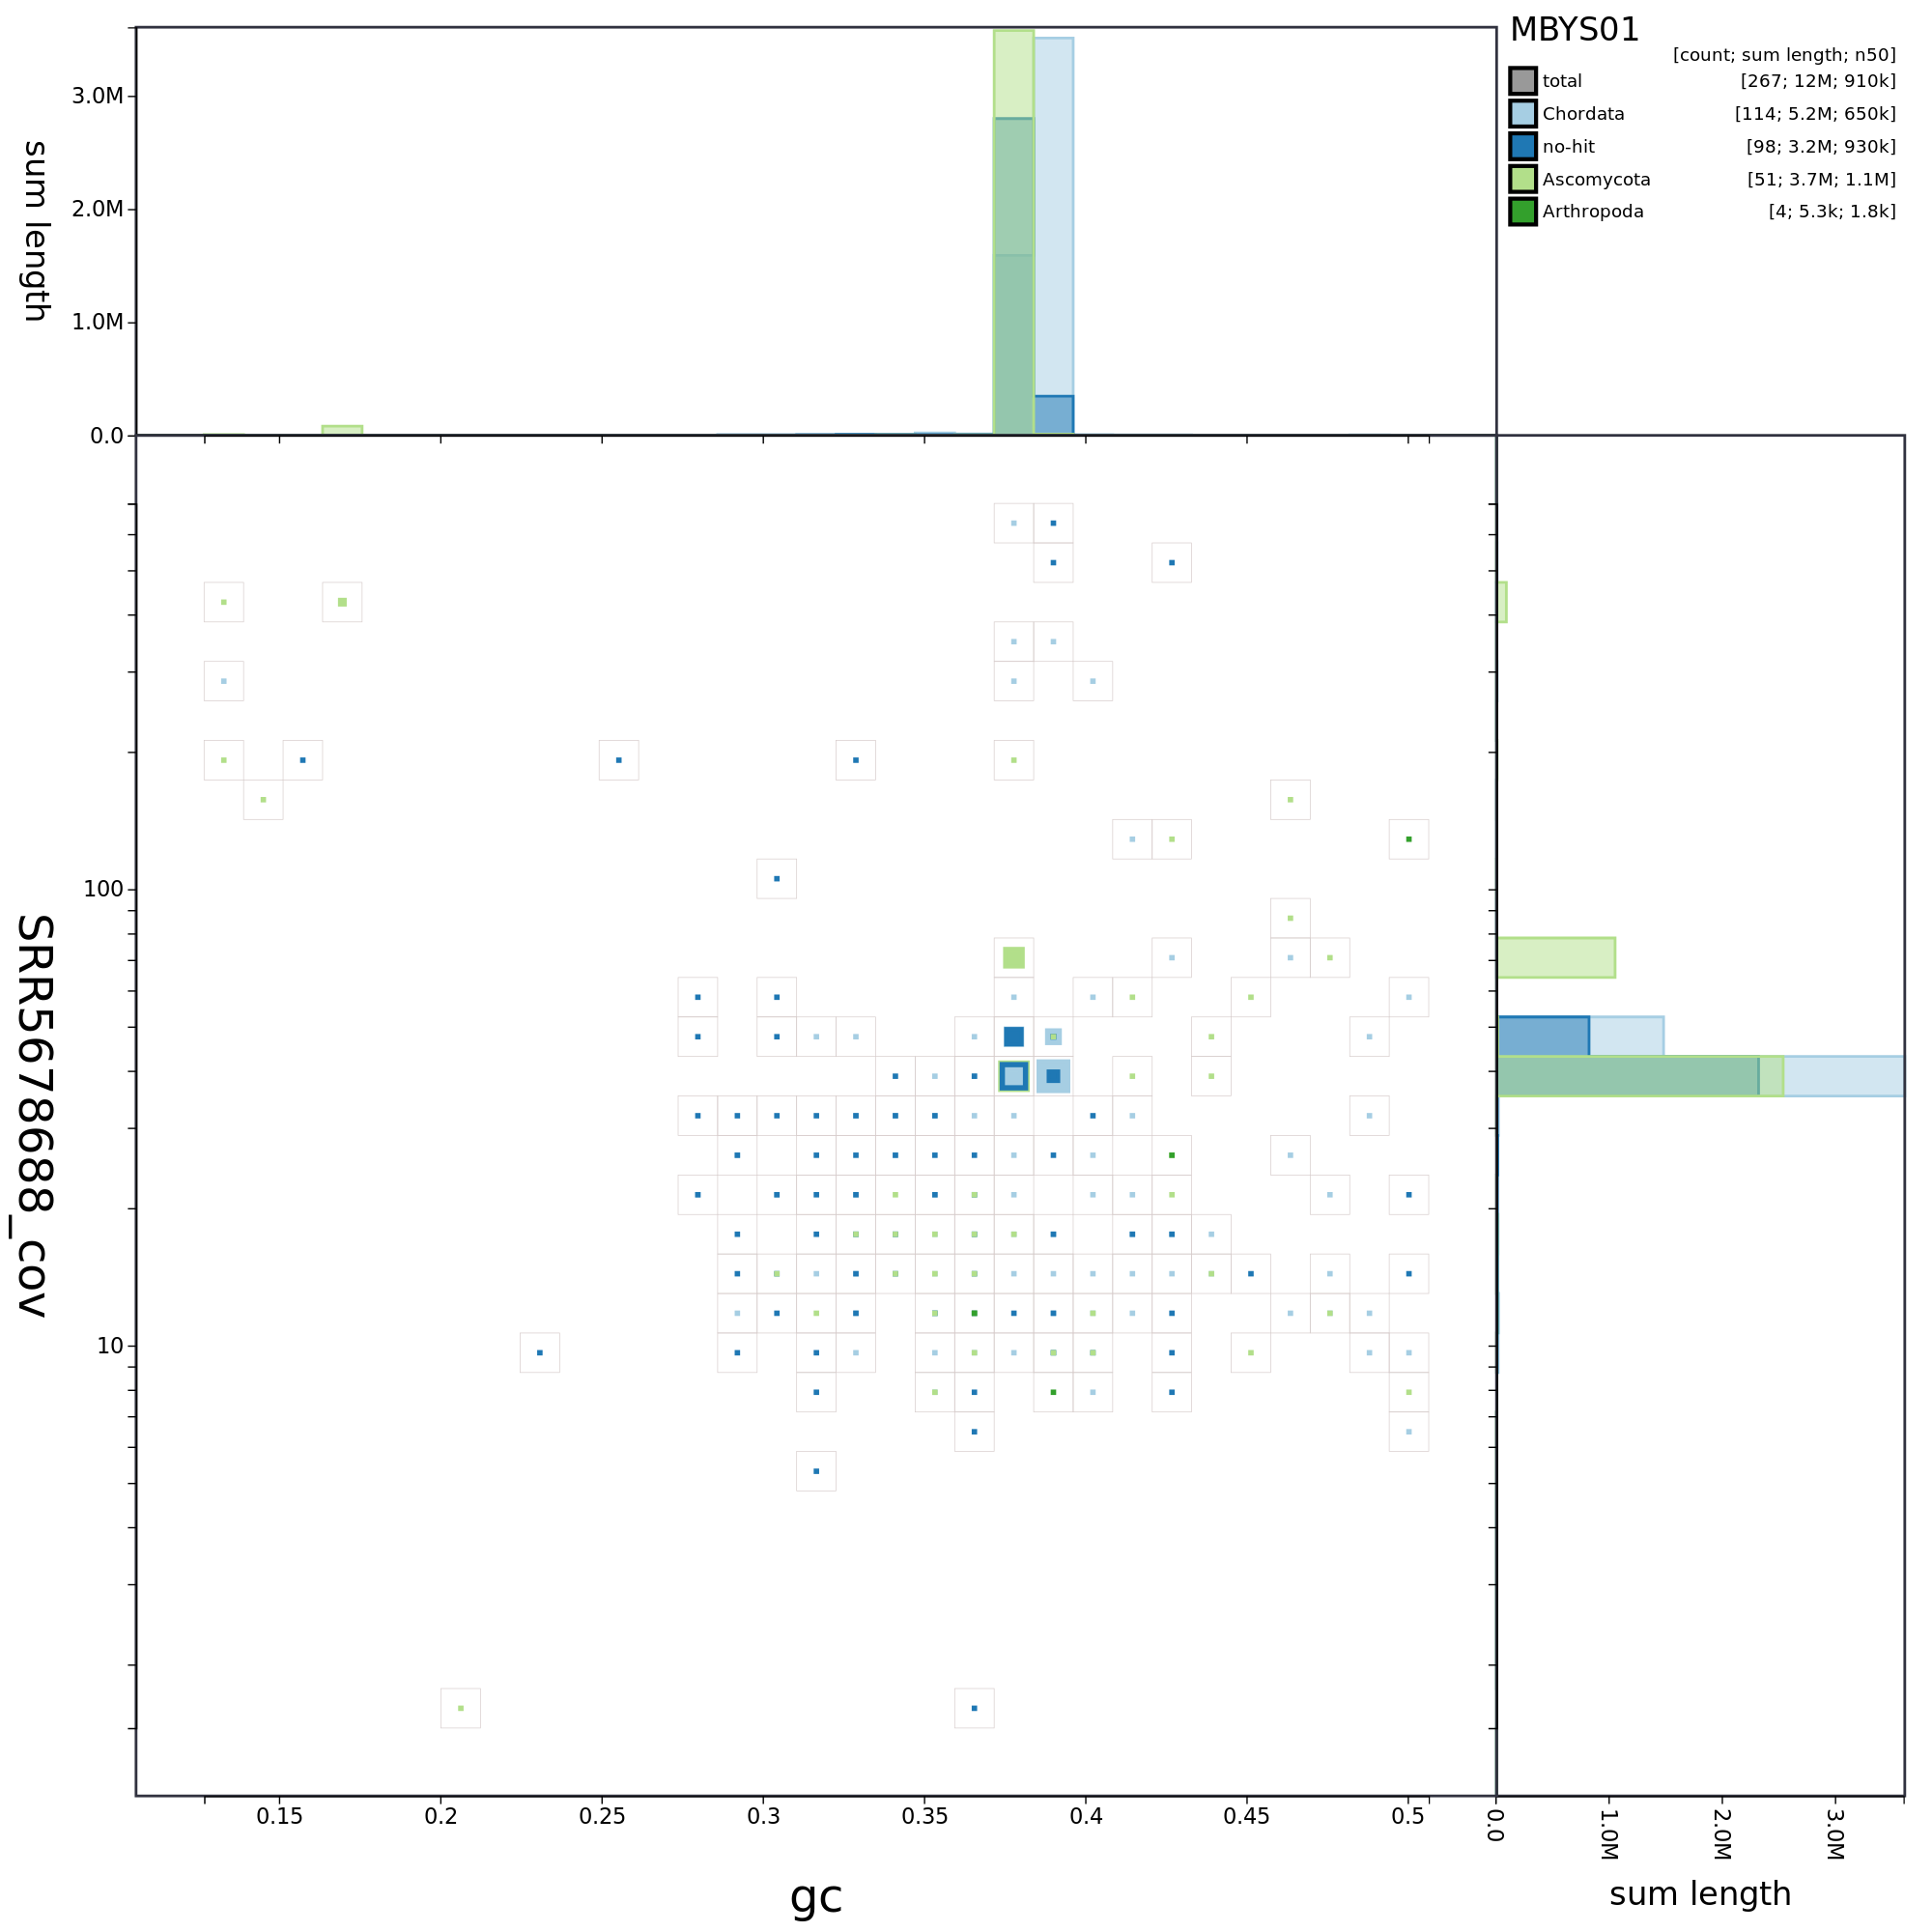 MBYS01
[count; sum length; n50]
total [267; 12M; 910k]
Chordata [114; 5.2M; 650k]
no-hit [98; 3.2M; 930k]
Ascomycota [51; 3.7M; 1.1M]
Arthropoda [4; 5.3k; 1.8k]
sum length
3.0M
2.0M
1.0M
0.0
SRR5678688_cov
100
10
0.15 0.2 0.25 0.3 0.35 0.4 0.45 0.5
gc
0.0 1.0M 2.0M 3.0M
sum length